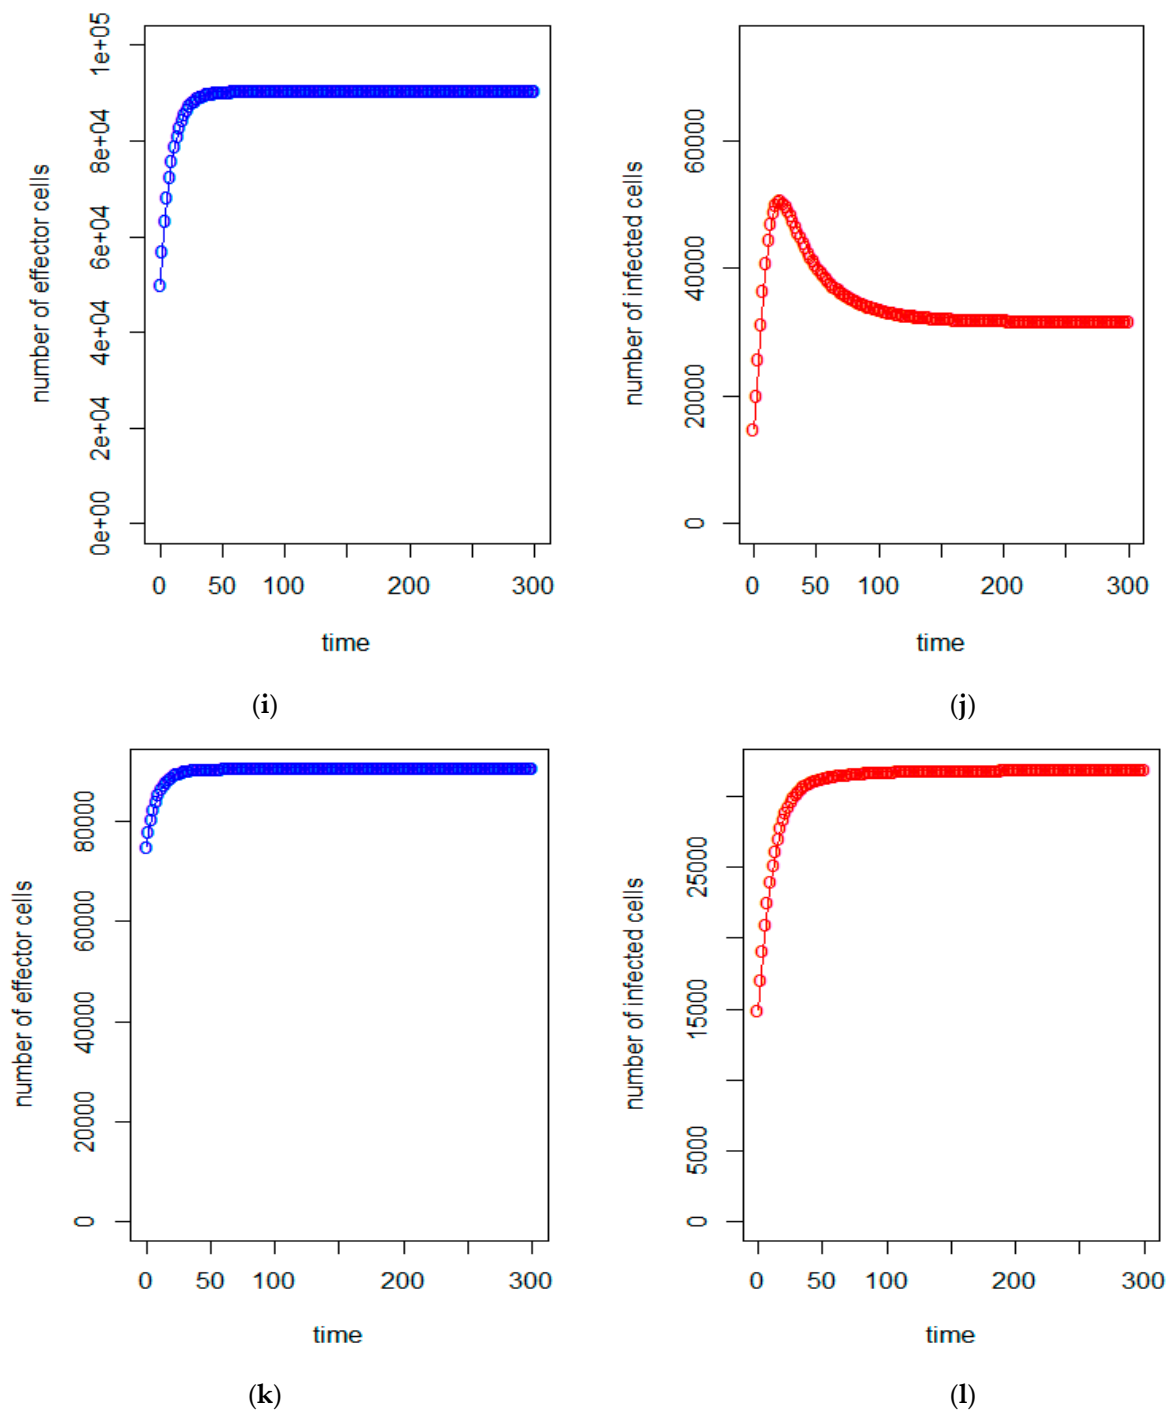 number of effector cells
0e+00 2e+04 4e+04 6e+04 8e+04 1e+05
0 50 100 200 300
time
(i)
number of infected cells
0 20000 40000 60000
0 50 100 200 300
time
(j)
number of effector cells
0 20000 40000 80000
60000
0 50 100 200 300
time
(k)
number of infected cells
0 5000 15000 25000
0 50 100 200 300
time
(l)